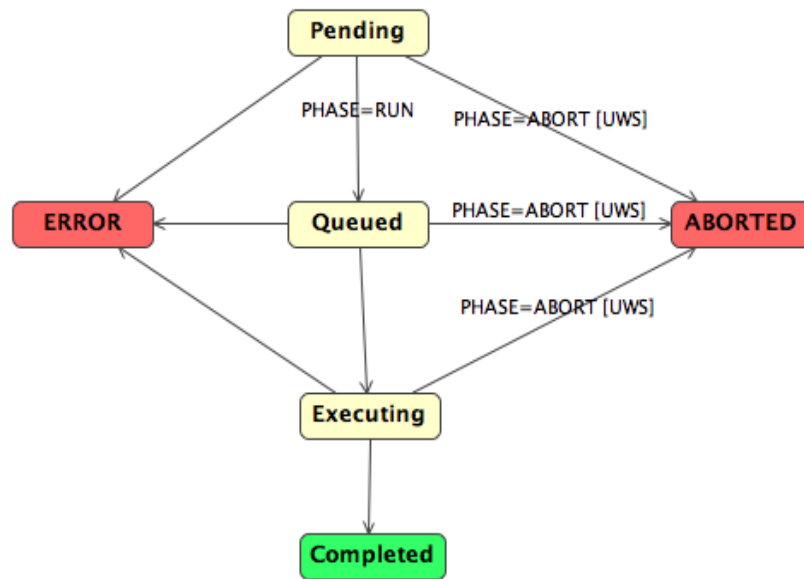 Pending
PHASE=RUN
PHASE=ABORT [UWS]
ERROR
Queued
PHASE=ABORT [UWS]
ABORTED
PHASE=ABORT [UWS]
Executing
Completed